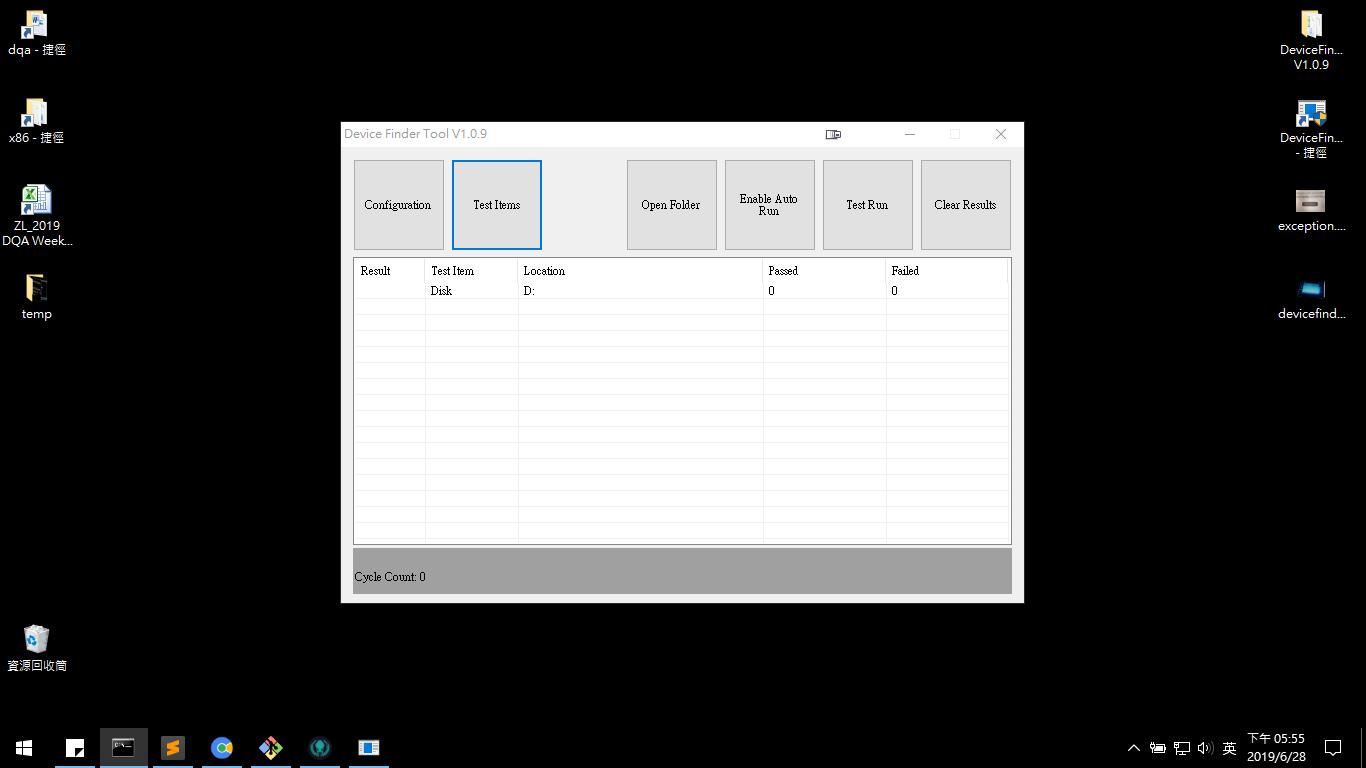 dqa - 捷徑
x86 - 捷徑
ZL_2019
DQA Week...
temp
資源回收筒
Device Finder Tool V1.0.9
Configuration
Test Items
Open Folder
Enable Auto
Run
Test Run
Clear Results
Result Test Item Location Passed Failed
Disk D: 0 0
Cycle Count: 0
DeviceFin...
V1.0.9
DeviceFin...
- 捷徑
exception....
devicefind...
英
下午 05:55
2019/6/28